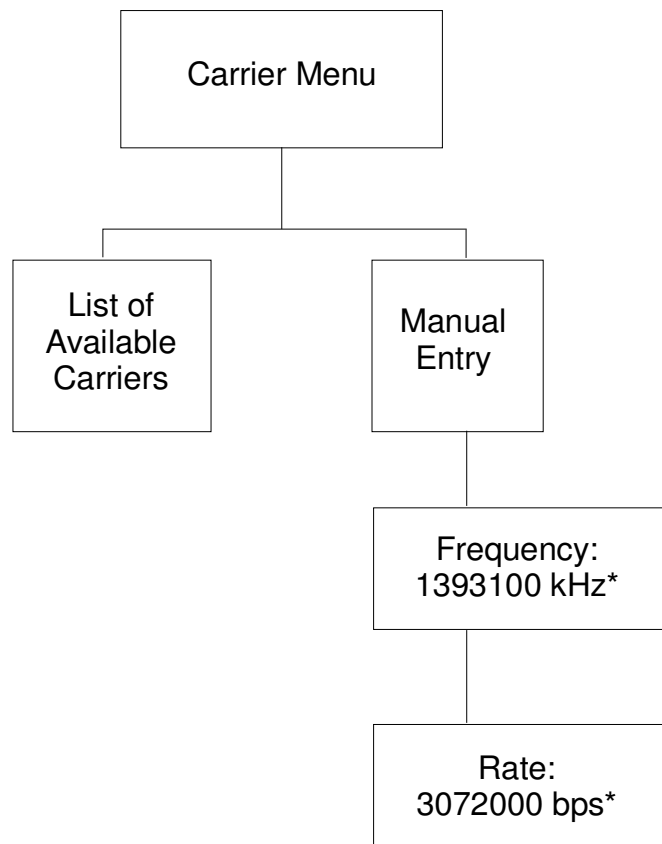 Carrier Menu
List of
Available
Carriers
Manual
Entry
Frequency:
1393100 kHz*
Rate:
3072000 bps*